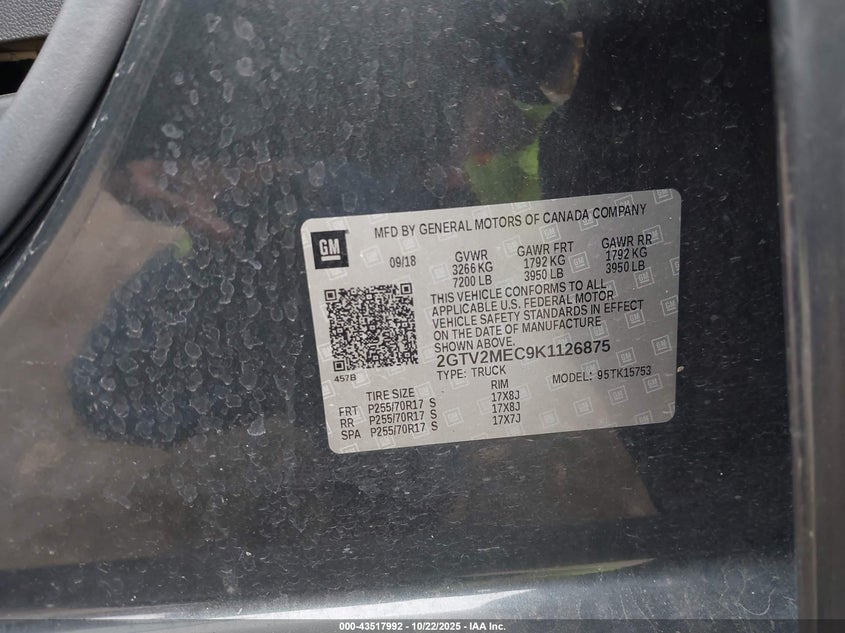 GM
MFD BY GENERAL MOTORS OF CANADA COMPANY
09/18
GVWR GAWR FRT GAWR RR
3266 KG 1792 KG 1792 KG
7200 LB 3950 LB 3950 LB
THIS VEHICLE CONFORMS TO ALL
APPLICABLE U.S. FEDERAL MOTOR
VEHICLE SAFETY STANDARDS IN EFFECT
ON THE DATE OF MANUFACTURE
SHOWN ABOVE.
457B
2GTV2MEC9K1126875
TYPE: TRUCK MODEL: 95TK15753
TIRE SIZE RIM
FRT P255/70R17 S 17X8J
RR P255/70R17 S 17X8J
SPA P255/70R17 S 17X7J
000-43517992 - 10/22/2025 - IAA Inc.